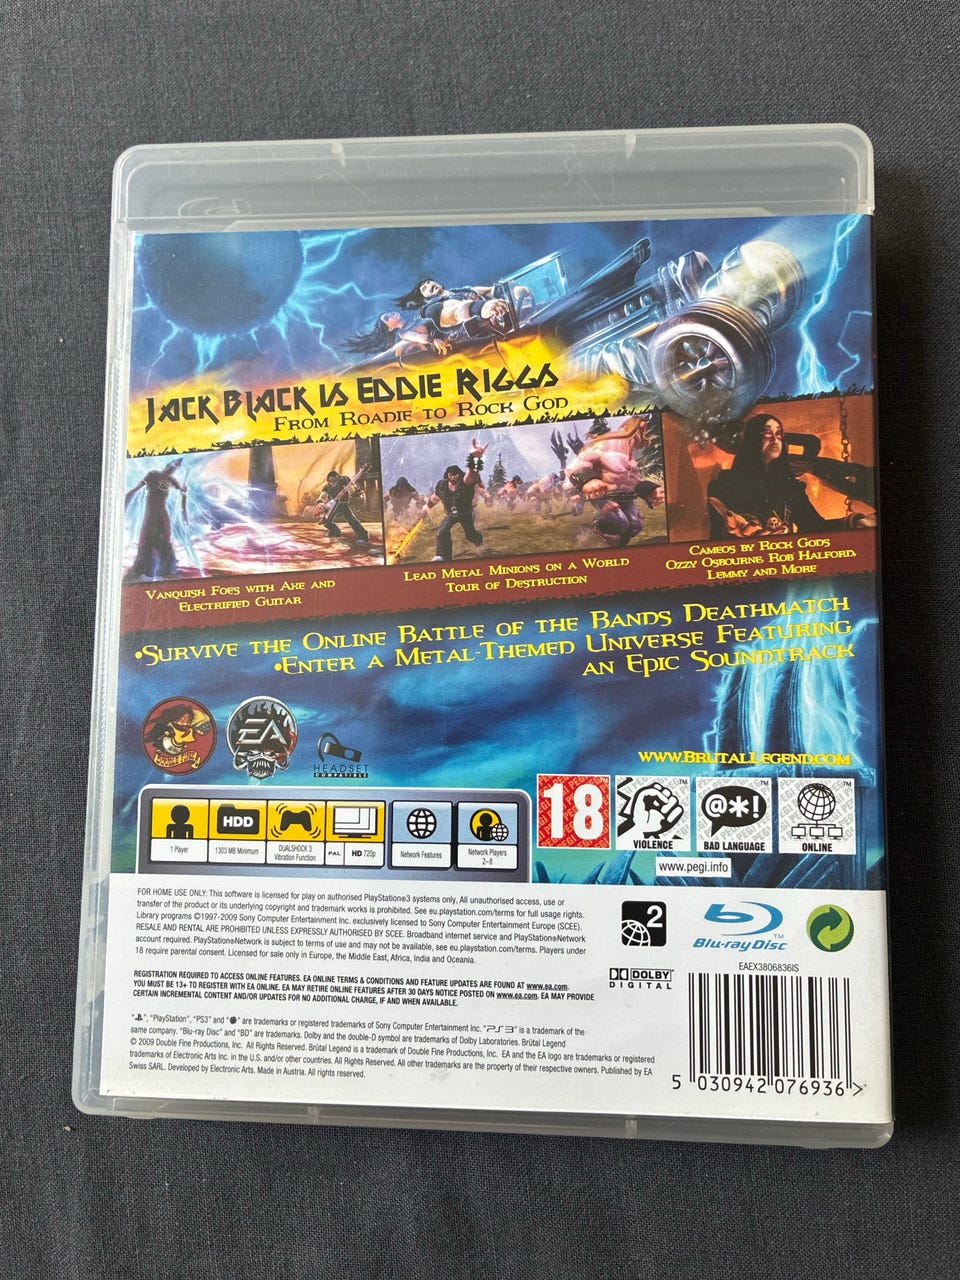 JACK BLACK IS EDDIE RIGGS
FROM ROADIE TO ROCK GOD
VANQUISH FOES WITH AXE AND
ELECTRIFIED GUITAR
LEAD METAL MINIONS ON A WORLD
TOUR OF DESTRUCTION
CAMEOS BY ROCK GODS
OZZY OSBOURNE, ROB HALFORD,
LEMMY AND MORE
•SURVIVE THE ONLINE BATTLE OF THE BANDS DEATHMATCH
•ENTER A METAL-THEMED UNIVERSE FEATURING
AN EPIC SOUNDTRACK
DOUBLE FINE
EA
HEADSET
COMPATIBLE
WWW.BRUTALLEGEND.COM
1 Player
HDD
1303 MB Minimum
DUALSHOCK 3
Vibration Function
PAL
HD 720p
Network Features
Network Players
2–8
18
PEGI
VIOLENCE
@*!
BAD LANGUAGE
ONLINE
www.pegi.info
FOR HOME USE ONLY: This software is licensed for play on authorised PlayStation®3 systems only. All unauthorised access, use or
transfer of the product or its underlying copyright and trademark works is prohibited. See eu.playstation.com/terms for full usage rights.
Library programs ©1997-2009 Sony Computer Entertainment Inc. exclusively licensed to Sony Computer Entertainment Europe (SCEE).
RESALE AND RENTAL ARE PROHIBITED UNLESS EXPRESSLY AUTHORISED BY SCEE. Broadband internet service and PlayStation®Network
account required. PlayStation®Network is subject to terms of use and may not be available, see eu.playstation.com/terms. Players under
18 require parental consent. Licensed for sale only in Europe, the Middle East, Africa, India and Oceania.
2
Blu-ray Disc
TM
EAEX3806836IS
REGISTRATION REQUIRED TO ACCESS ONLINE FEATURES. EA ONLINE TERMS & CONDITIONS AND FEATURE UPDATES ARE FOUND AT www.ea.com.
YOU MUST BE 13+ TO REGISTER WITH EA ONLINE. EA MAY RETIRE ONLINE FEATURES AFTER 30 DAYS NOTICE POSTED ON www.ea.com. EA MAY PROVIDE
CERTAIN INCREMENTAL CONTENT AND/OR UPDATES FOR NO ADDITIONAL CHARGE, IF AND WHEN AVAILABLE.
DOLBY
DIGITAL
"PlayStation", "PS3" and are trademarks or registered trademarks of Sony Computer Entertainment Inc. "PS3" is a trademark of the
same company. "Blu-ray Disc" and "BD" are trademarks. Dolby and the double-D symbol are trademarks of Dolby Laboratories. Brütal Legend
© 2009 Double Fine Productions, Inc. All Rights Reserved. Brütal Legend is a trademark of Double Fine Productions, Inc. EA and the EA logo are trademarks or registered
trademarks of Electronic Arts Inc. in the U.S. and/or other countries. All Rights Reserved. All other trademarks are the property of their respective owners. Published by EA
Swiss SARL. Developed by Electronic Arts. Made in Austria. All rights reserved.
5 030942 076936 >